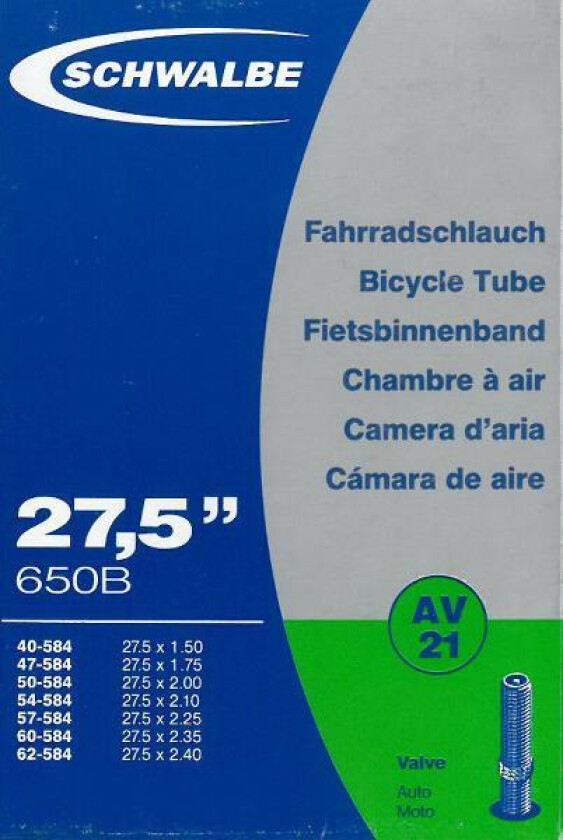 SCHWALBE
Fahrradschlauch
Bicycle Tube
Fietsbinnenband
Chambre à air
Camera d'aria
Cámara de aire
27,5”
650B
40-584 27.5 x 1.50
47-584 27.5 x 1.75
50-584 27.5 x 2.00
54-584 27.5 x 2.10
57-584 27.5 x 2.25
60-584 27.5 x 2.35
62-584 27.5 x 2.40
AV
21
Valve
Auto
Moto